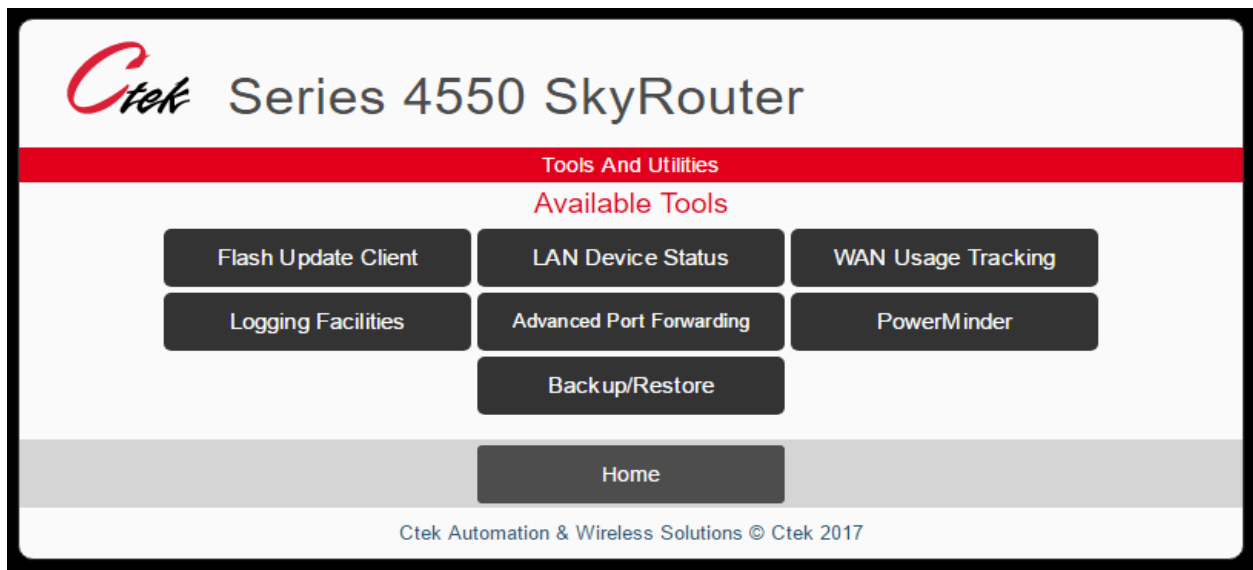 Ctek Series 4550 SkyRouter
Tools And Utilities
Available Tools
Flash Update Client LAN Device Status WAN Usage Tracking
Logging Facilities Advanced Port Forwarding PowerMinder
Backup/Restore
Home
Ctek Automation & Wireless Solutions © Ctek 2017